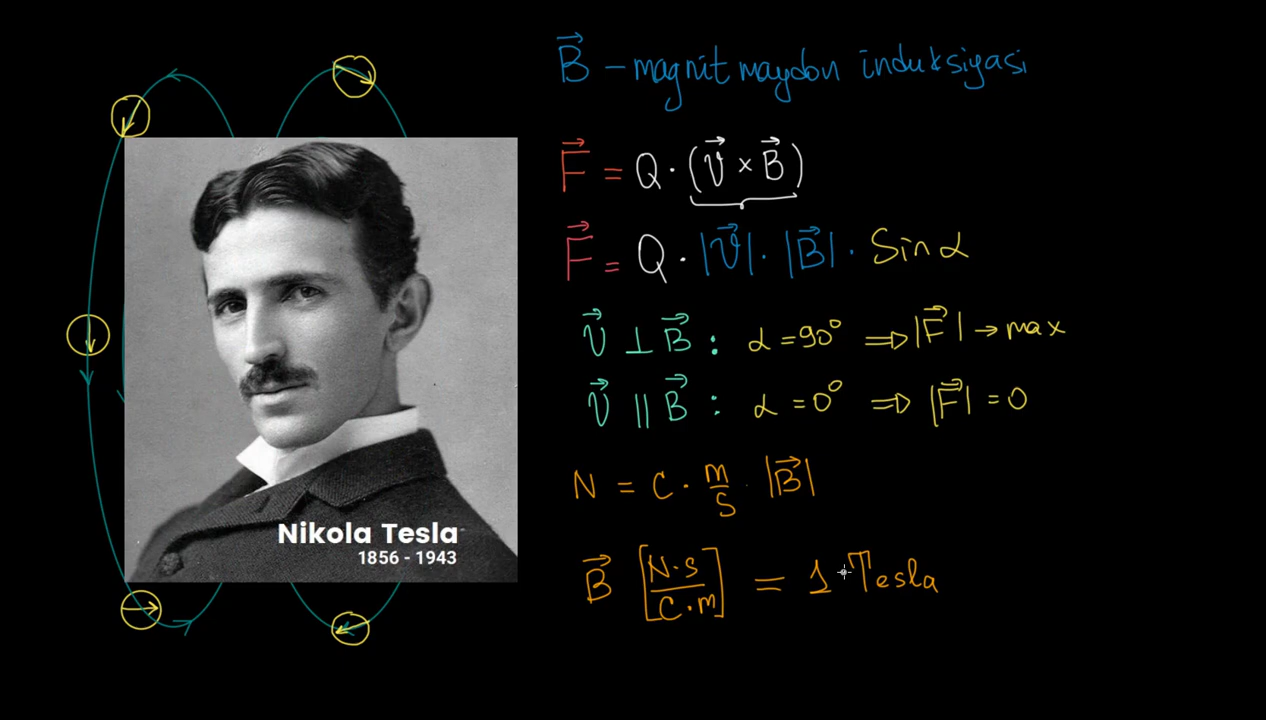 Nikola Tesla
1856 - 1943
B⃗ – magnit maydon induksiyasi
F⃗ = Q · (v⃗ × B⃗)
F⃗ = Q · |v⃗| · |B⃗| · Sin α
v⃗ ⊥ B⃗ : α = 90° ⇒ |F⃗| → max
v⃗ || B⃗ : α = 0° ⇒ |F⃗| = 0
N = C · m/s · |B⃗|
B⃗ [N·s / C·m] = 1 Tesla